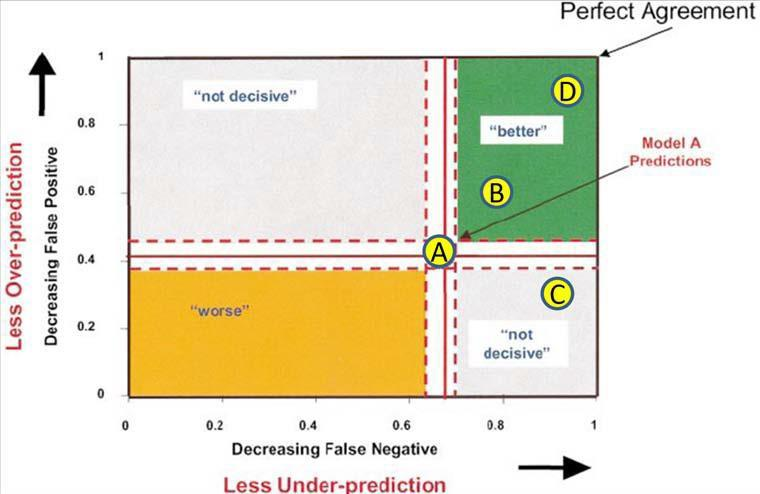 Perfect Agreement
1
0.8
0.6
0.4
0.2
0
Less Over-prediction
Decreasing False Positive
“not decisive”
D
“better”
B
Model A
Predictions
A
C
“worse”
“not
decisive”
0
0.2
0.4
0.6
0.8
1
Decreasing False Negative
Less Under-prediction